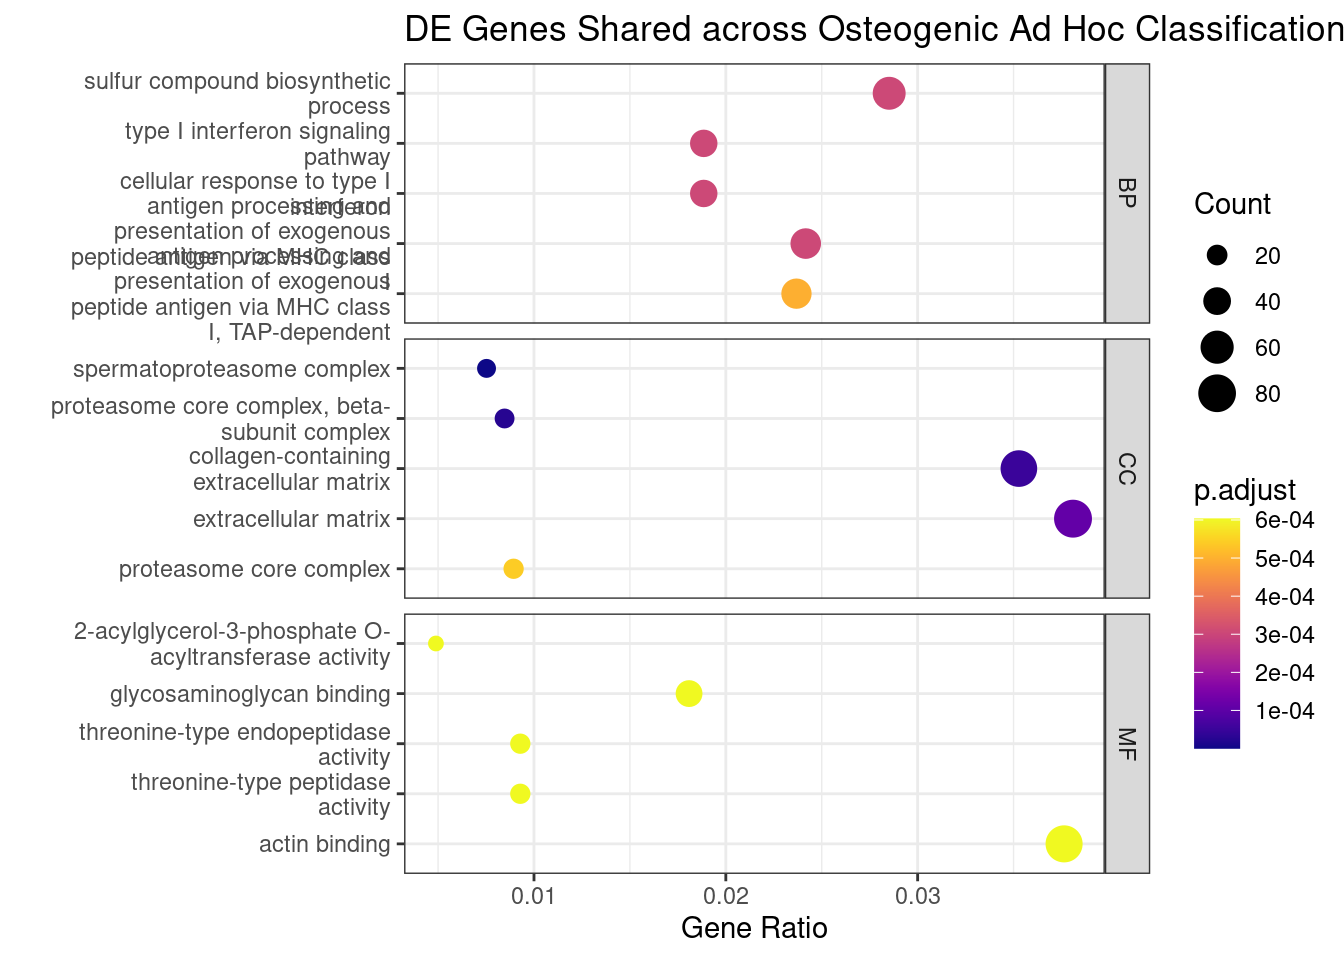 DE Genes Shared across Osteogenic Ad Hoc Classification
sulfur compound biosynthetic
process
type I interferon signaling
pathway
cellular response to type I
interferon
antigen processing and
presentation of exogenous
peptide antigen via MHC class
I
antigen processing and
presentation of exogenous
peptide antigen via MHC class
I, TAP-dependent
BP
spermatoproteasome complex
proteasome core complex, beta-
subunit complex
collagen-containing
extracellular matrix
extracellular matrix
proteasome core complex
CC
2-acylglycerol-3-phosphate O-
acyltransferase activity
glycosaminoglycan binding
threonine-type endopeptidase
activity
threonine-type peptidase
activity
actin binding
MF
0.01
0.02
0.03
Gene Ratio
Count
20
40
60
80
p.adjust
6e-04
5e-04
4e-04
3e-04
2e-04
1e-04